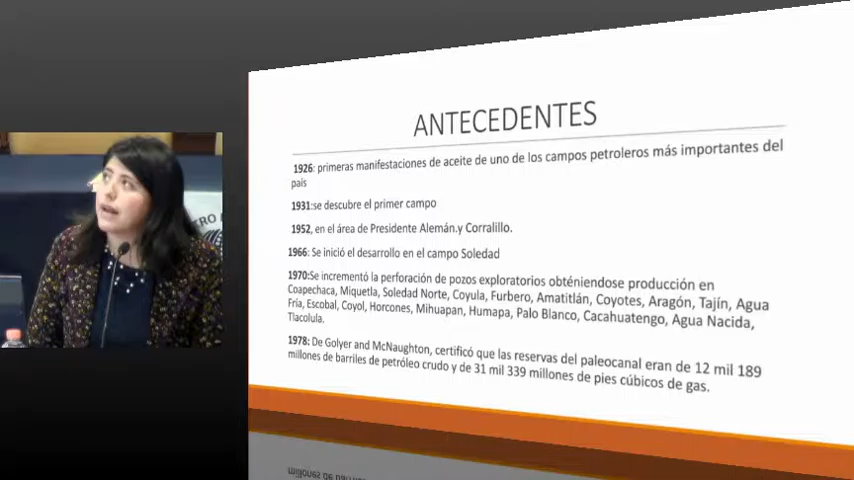 ANTECEDENTES
1926: primeras manifestaciones de aceite de uno de los campos petroleros más importantes del
país
1931:se descubre el primer campo
1952, en el área de Presidente Alemán.y Corralillo.
1966: Se inició el desarrollo en el campo Soledad
1970:Se incrementó la perforación de pozos exploratorios obténiendose producción en
Coapechaca, Miquetla, Soledad Norte, Coyula, Furbero, Amatitlán, Coyotes, Aragón, Tajín, Agua
Fría, Escobal, Coyol, Horcones, Mihuapan, Humapa, Palo Blanco, Cacahuatengo, Agua Nacida,
Tlacolula.
1978: De Golyer and McNaughton, certificó que las reservas del paleocanal eran de 12 mil 189
millones de barriles de petróleo crudo y de 31 mil 339 millones de pies cúbicos de gas.